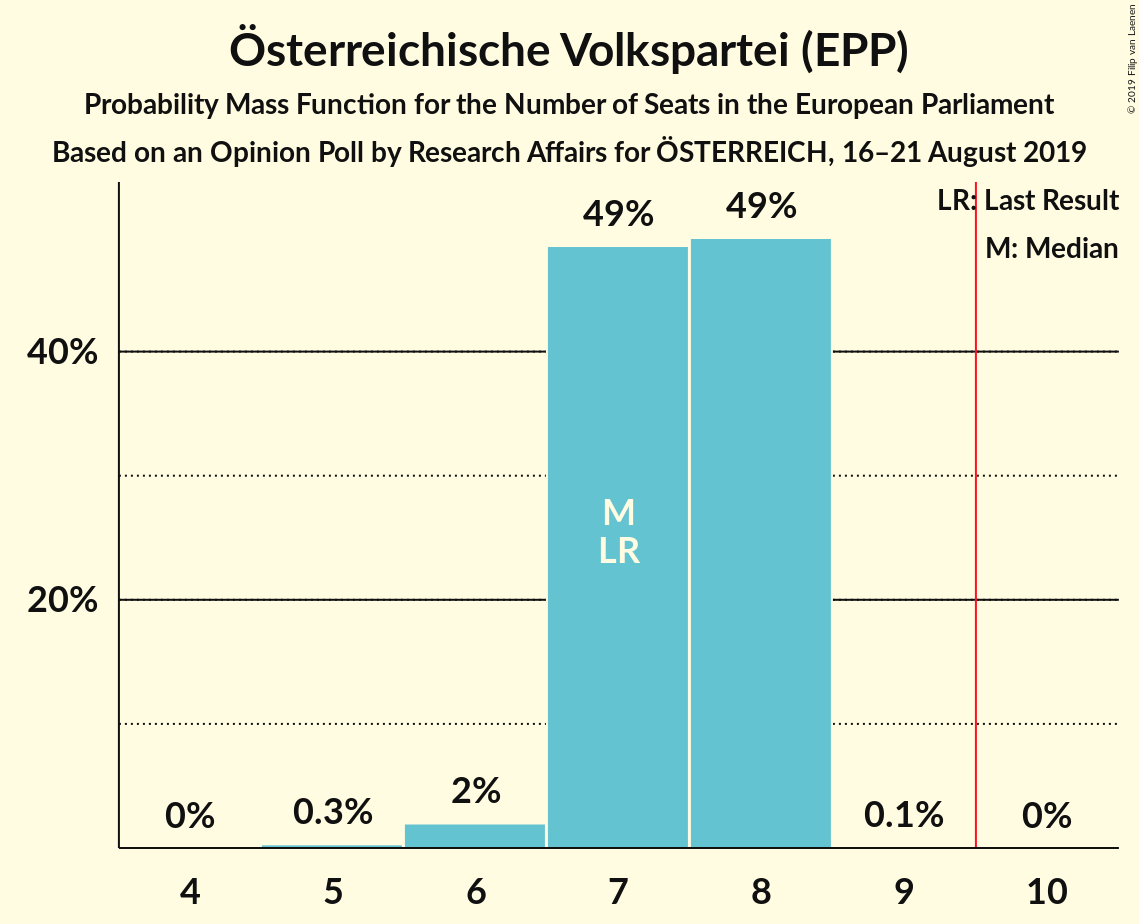 Österreichische Volkspartei (EPP)
Probability Mass Function for the Number of Seats in the European Parliament
Based on an Opinion Poll by Research Affairs for ÖSTERREICH, 16–21 August 2019
© 2019 Filip van Laenen
LR: Last Result
M: Median
49%
49%
40%
M
LR
20%
0%
0.3%
2%
0.1%
0%
4
5
6
7
8
9
10